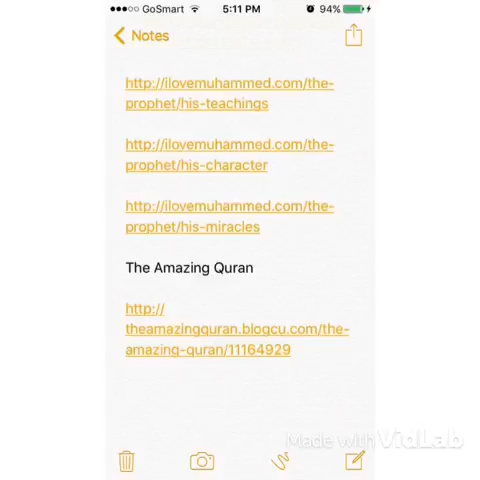 GoSmart 5:11 PM 94%
Notes
http://ilovemuhammed.com/the-
prophet/his-teachings
http://ilovemuhammed.com/the-
prophet/his-character
http://ilovemuhammed.com/the-
prophet/his-miracles
The Amazing Quran
http://
theamazingquran.blogcu.com/the-
amazing-quran/11164929
Made with VidLab